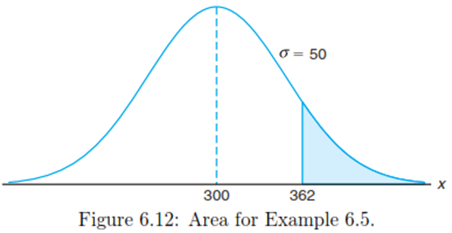 σ = 50
300
362
x
Figure 6.12: Area for Example 6.5.